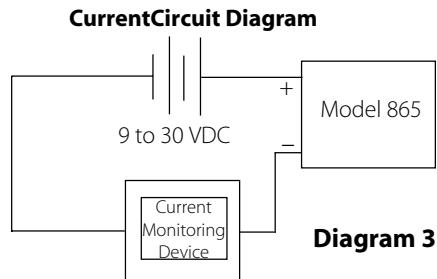 CurrentCircuit Diagram
+
Model 865
9 to 30 VDC
–
Current
Monitoring
Device
Diagram 3